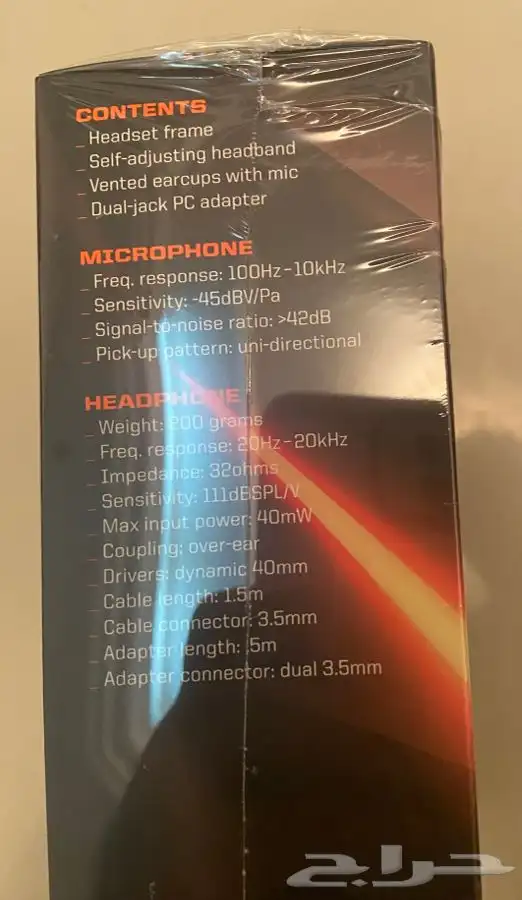 CONTENTS
_ Headset frame
_ Self-adjusting headband
_ Vented earcups with mic
_ Dual-jack PC adapter
MICROPHONE
_ Freq. response: 100Hz-10kHz
_ Sensitivity: -45dBV/Pa
_ Signal-to-noise ratio: >42dB
_ Pick-up pattern: uni-directional
HEADPHONE
_ Weight: 200 grams
_ Freq. response: 20Hz-20kHz
_ Impedance: 32ohms
_ Sensitivity: 111dBSPL/V
_ Max input power: 40mW
_ Coupling: over-ear
_ Drivers: dynamic 40mm
_ Cable length: 1.5m
_ Cable connector: 3.5mm
_ Adapter length: .5m
_ Adapter connector: dual 3.5mm
حراج